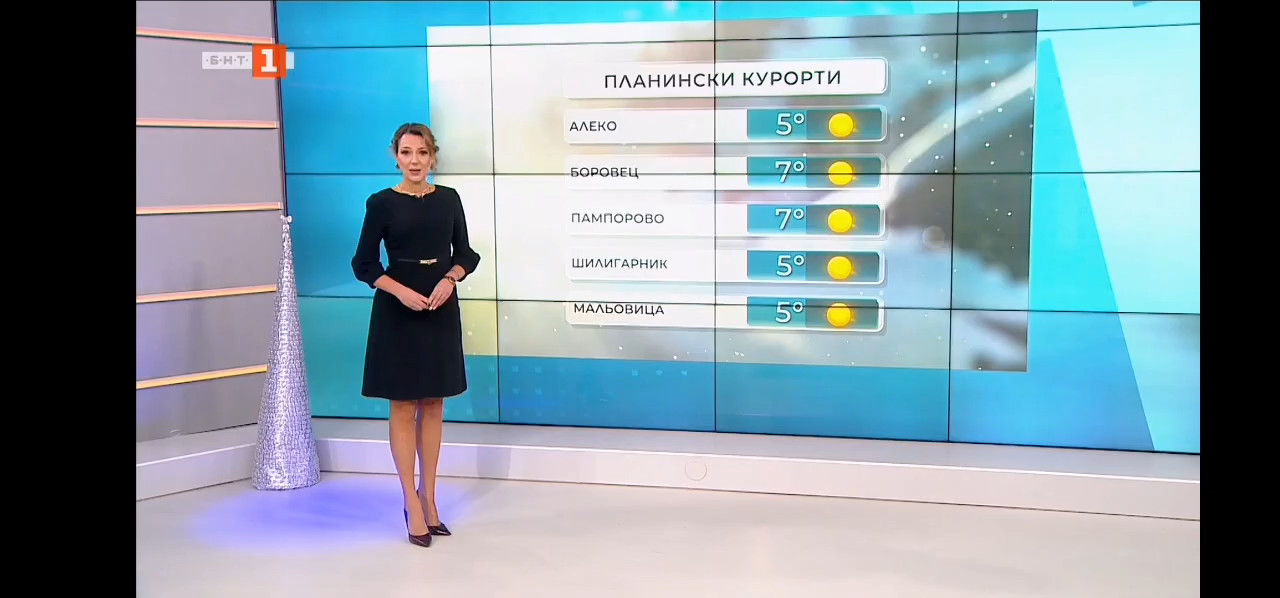 БНТ 1
ПЛАНИНСКИ КУРОРТИ
АЛЕКО 5°
БОРОВЕЦ 7°
ПАМПОРОВО 7°
ШИЛИГАРНИК 5°
МАЛЬОВИЦА 5°